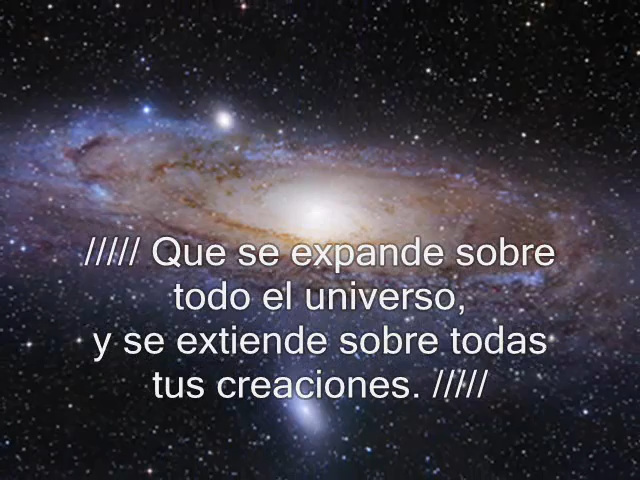 ///// Que se expande sobre
todo el universo,
y se extiende sobre todas
tus creaciones. /////